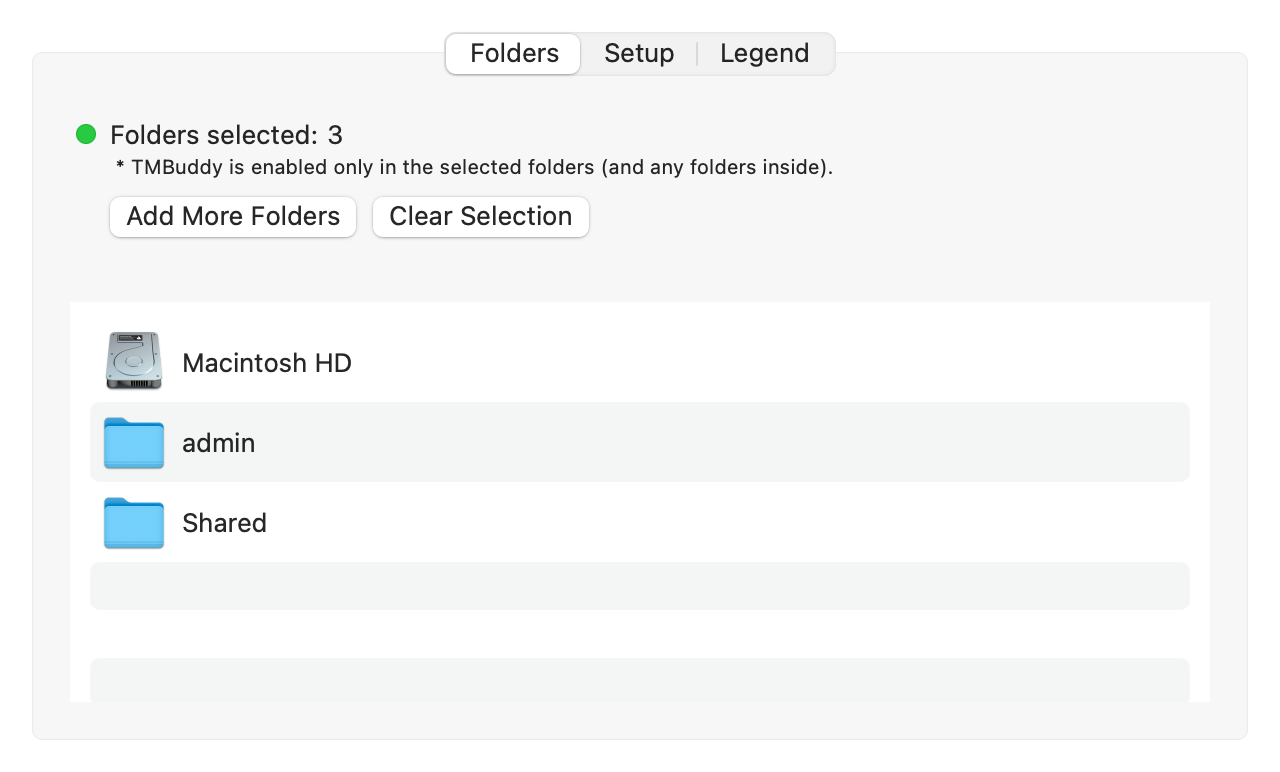 Folders Setup Legend
Folders selected: 3
* TMBuddy is enabled only in the selected folders (and any folders inside).
Add More Folders Clear Selection
Macintosh HD
admin
Shared